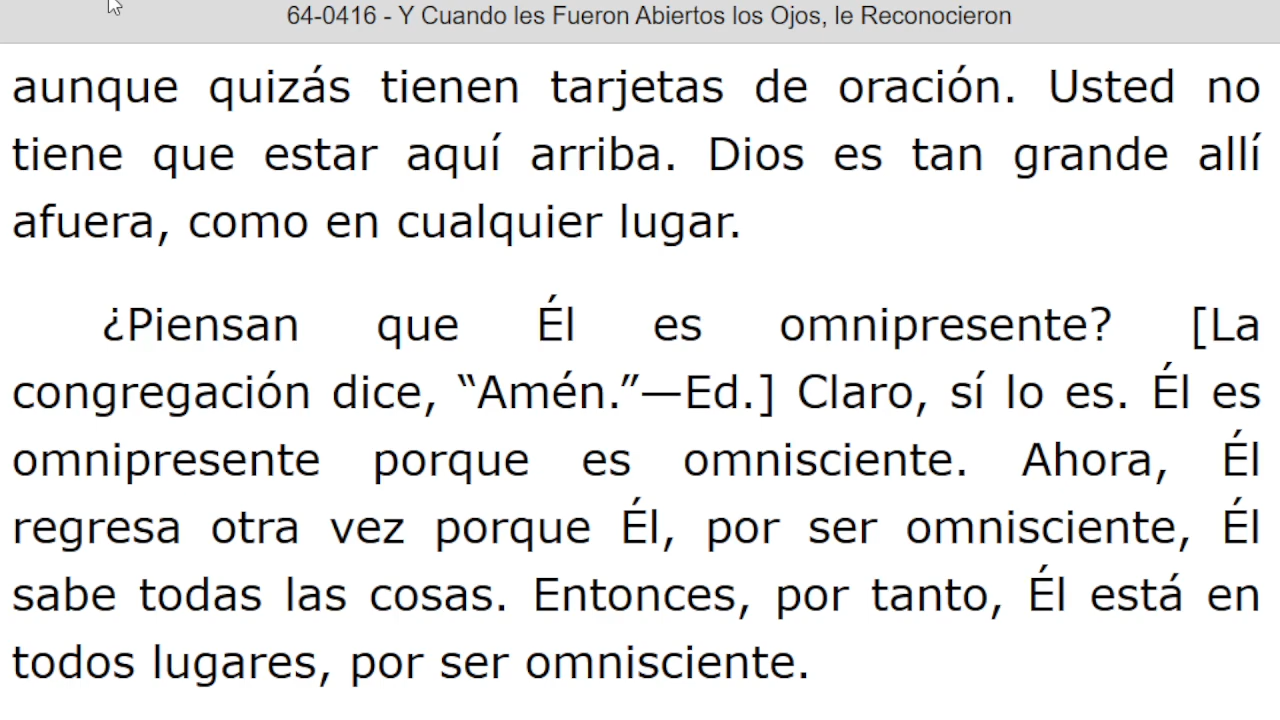 64-0416 - Y Cuando les Fueron Abiertos los Ojos, le Reconocieron
aunque quizás tienen tarjetas de oración. Usted no
tiene que estar aquí arriba. Dios es tan grande allí
afuera, como en cualquier lugar.
¿Piensan que Él es omnipresente? [La
congregación dice, “Amén.”—Ed.] Claro, sí lo es. Él es
omnipresente porque es omnisciente. Ahora, Él
regresa otra vez porque Él, por ser omnisciente, Él
sabe todas las cosas. Entonces, por tanto, Él está en
todos lugares, por ser omnisciente.